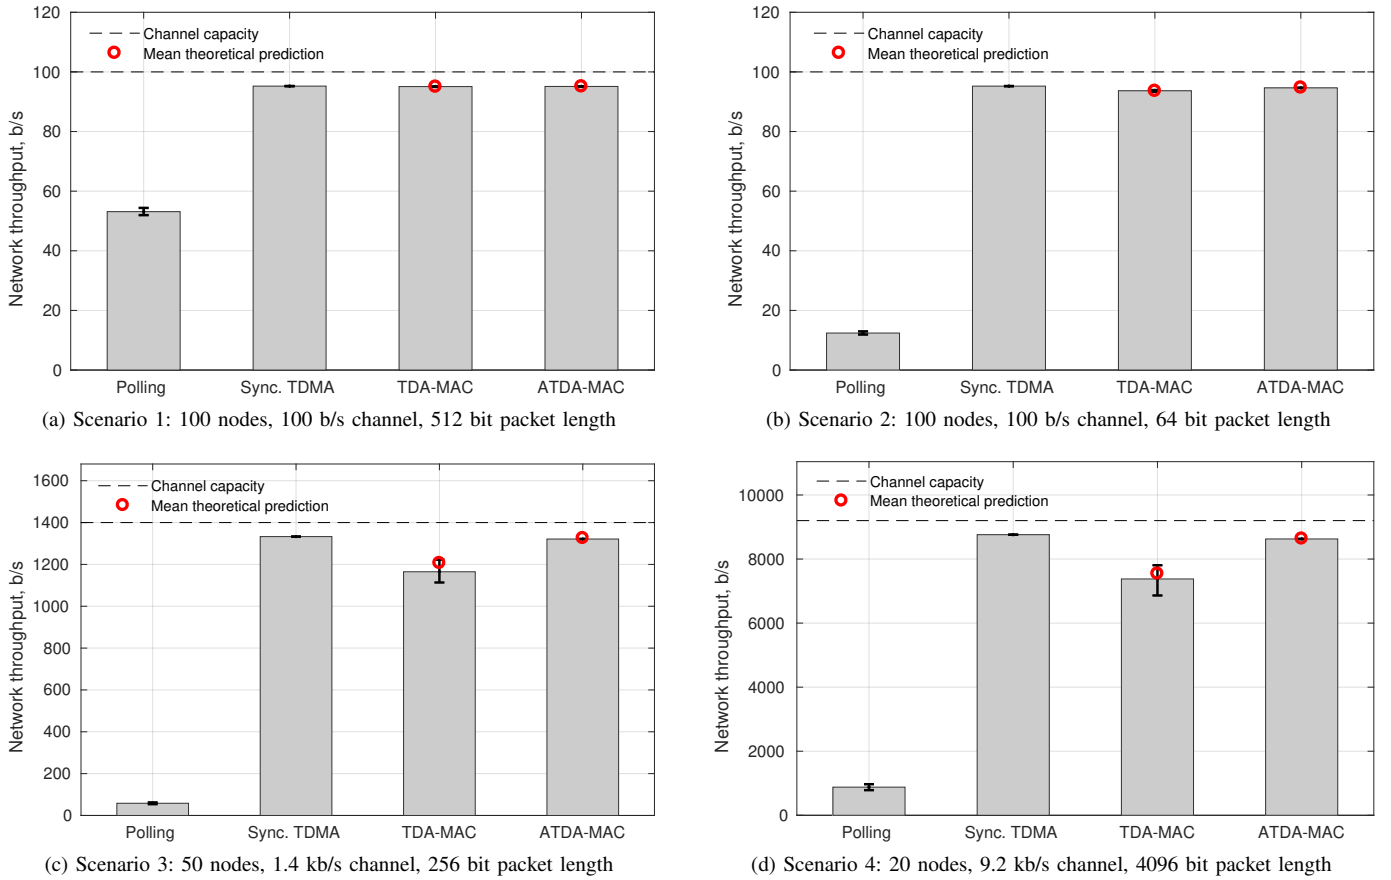 120
100
80
60
40
20
0
Network throughput, b/s
Channel capacity
Mean theoretical prediction
Polling
Sync. TDMA
TDA-MAC
ATDA-MAC
(a) Scenario 1: 100 nodes, 100 b/s channel, 512 bit packet length
120
100
80
60
40
20
0
Network throughput, b/s
Channel capacity
Mean theoretical prediction
Polling
Sync. TDMA
TDA-MAC
ATDA-MAC
(b) Scenario 2: 100 nodes, 100 b/s channel, 64 bit packet length
1600
1400
1200
1000
800
600
400
200
0
Network throughput, b/s
Channel capacity
Mean theoretical prediction
Polling
Sync. TDMA
TDA-MAC
ATDA-MAC
(c) Scenario 3: 50 nodes, 1.4 kb/s channel, 256 bit packet length
10000
8000
6000
4000
2000
0
Network throughput, b/s
Channel capacity
Mean theoretical prediction
Polling
Sync. TDMA
TDA-MAC
ATDA-MAC
(d) Scenario 4: 20 nodes, 9.2 kb/s channel, 4096 bit packet length